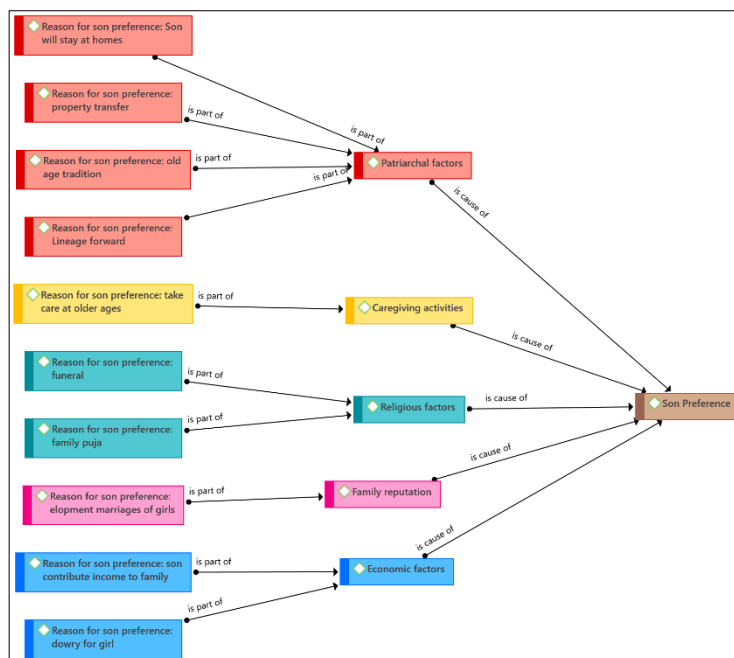 Reason for son preference: Son
will stay at homes
is part of
Reason for son preference:
property transfer
is part of
Reason for son preference: old
age tradition
is part of
Patriarchal factors
is part of
Reason for son preference:
Lineage forward
is cause of
Reason for son preference: take
care at older ages
is part of
Caregiving activities
is cause of
Reason for son preference:
funeral
is part of
Religious factors
is cause of
Son Preference
Reason for son preference:
family puja
is part of
Reason for son preference:
elopment marriages of girls
is part of
Family reputation
is cause of
Reason for son preference: son
contribute income to family
is part of
Economic factors
is cause of
Reason for son preference:
dowry for girl
is part of